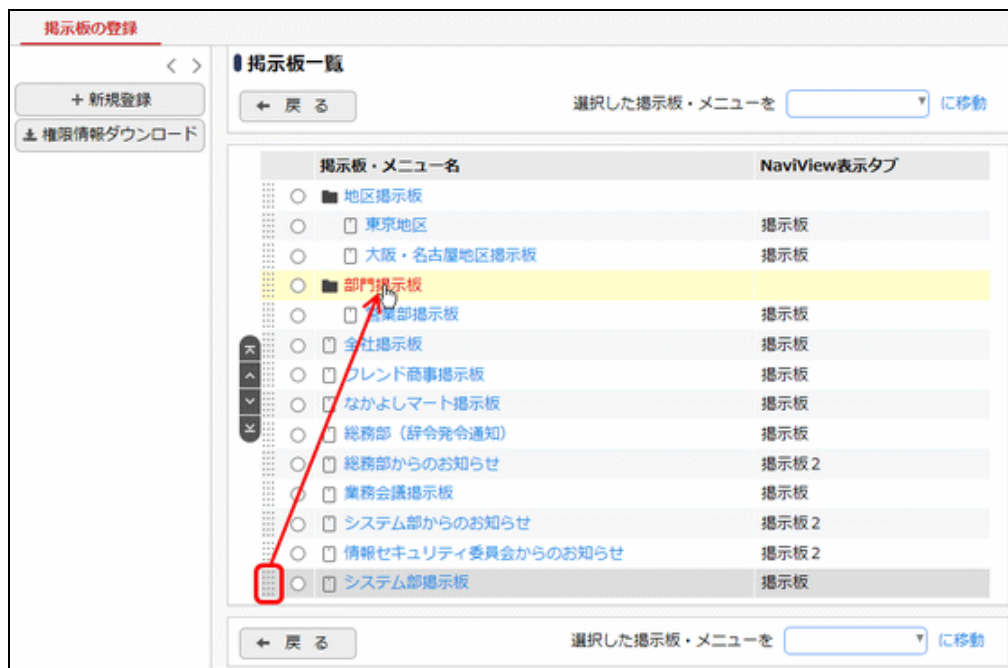 掲示板の登録
+ 新規登録
権限情報ダウンロード
掲示板一覧
戻 る
選択した掲示板・メニューを に移動
掲示板・メニュー名 NaviView表示タブ
地区掲示板
東京地区 掲示板
大阪・名古屋地区掲示板 掲示板
部門掲示板
営業部掲示板 掲示板
全社掲示板 掲示板
フレンド商事掲示板 掲示板
なかよしマート掲示板 掲示板
総務部（辞令発令通知） 掲示板
総務部からのお知らせ 掲示板2
業務会議掲示板 掲示板
システム部からのお知らせ 掲示板2
情報セキュリティ委員会からのお知らせ 掲示板2
システム部掲示板 掲示板
戻 る
選択した掲示板・メニューを に移動